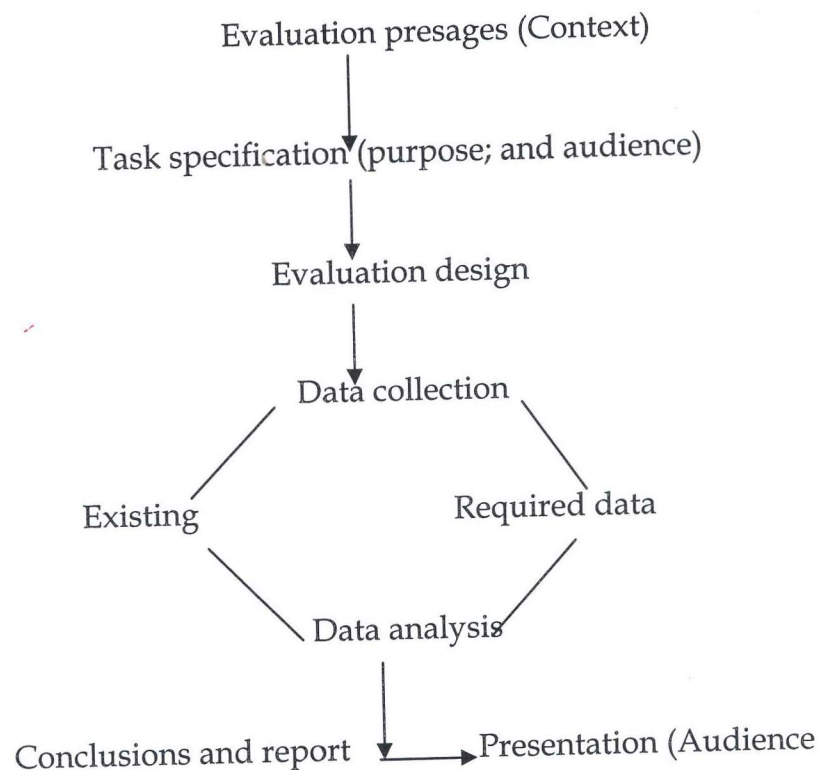 Evaluation presages (Context)
Task specification (purpose; and audience)
Evaluation design
Data collection
Existing
Required data
Data analysis
Conclusions and report
Presentation (Audience